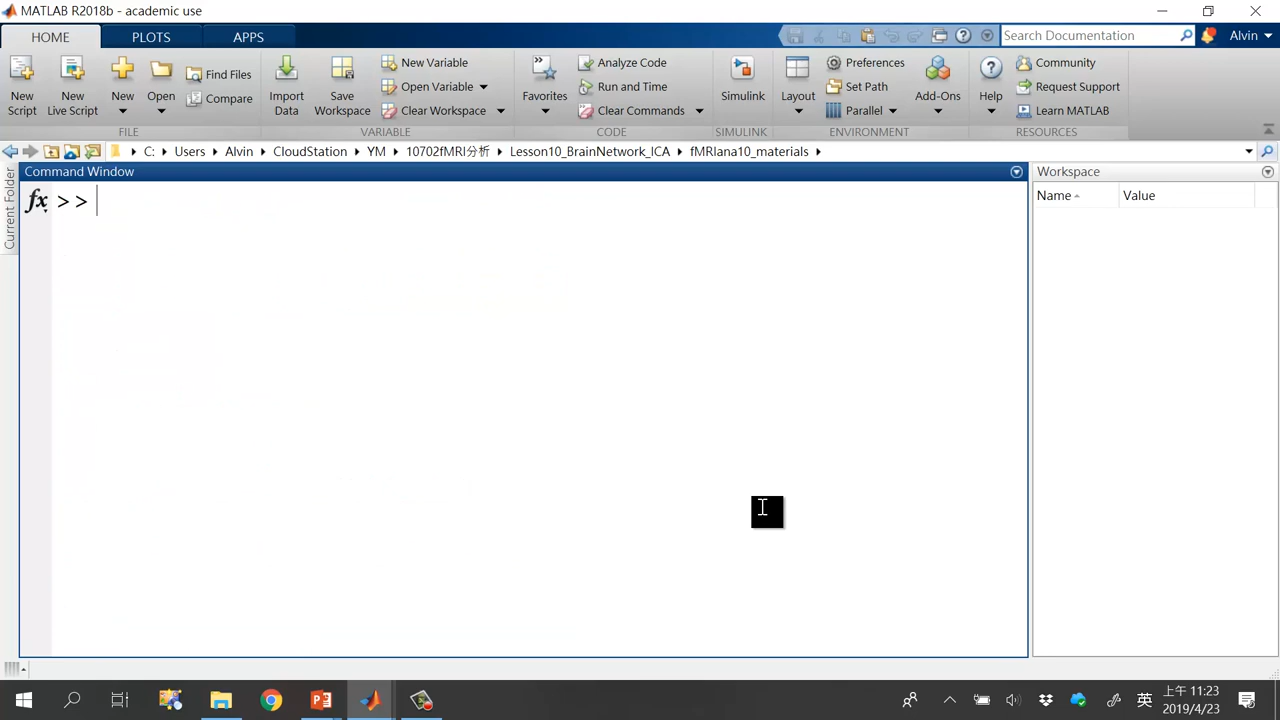 MATLAB R2018b - academic use
HOME PLOTS APPS
Search Documentation
Alvin
New Script
New Live Script
New
Open
Find Files
Compare
Import Data
Save Workspace
New Variable
Open Variable
Clear Workspace
Favorites
Analyze Code
Run and Time
Clear Commands
Simulink
Layout
Preferences
Set Path
Parallel
Add-Ons
Help
Community
Request Support
Learn MATLAB
FILE VARIABLE CODE SIMULINK ENVIRONMENT RESOURCES
C: Users Alvin CloudStation YM 10702fMRI分析 Lesson10_BrainNetwork_ICA fMRIana10_materials
Current Folder
Command Window
fx >>
Workspace
Name Value
英
上午 11:23
2019/4/23